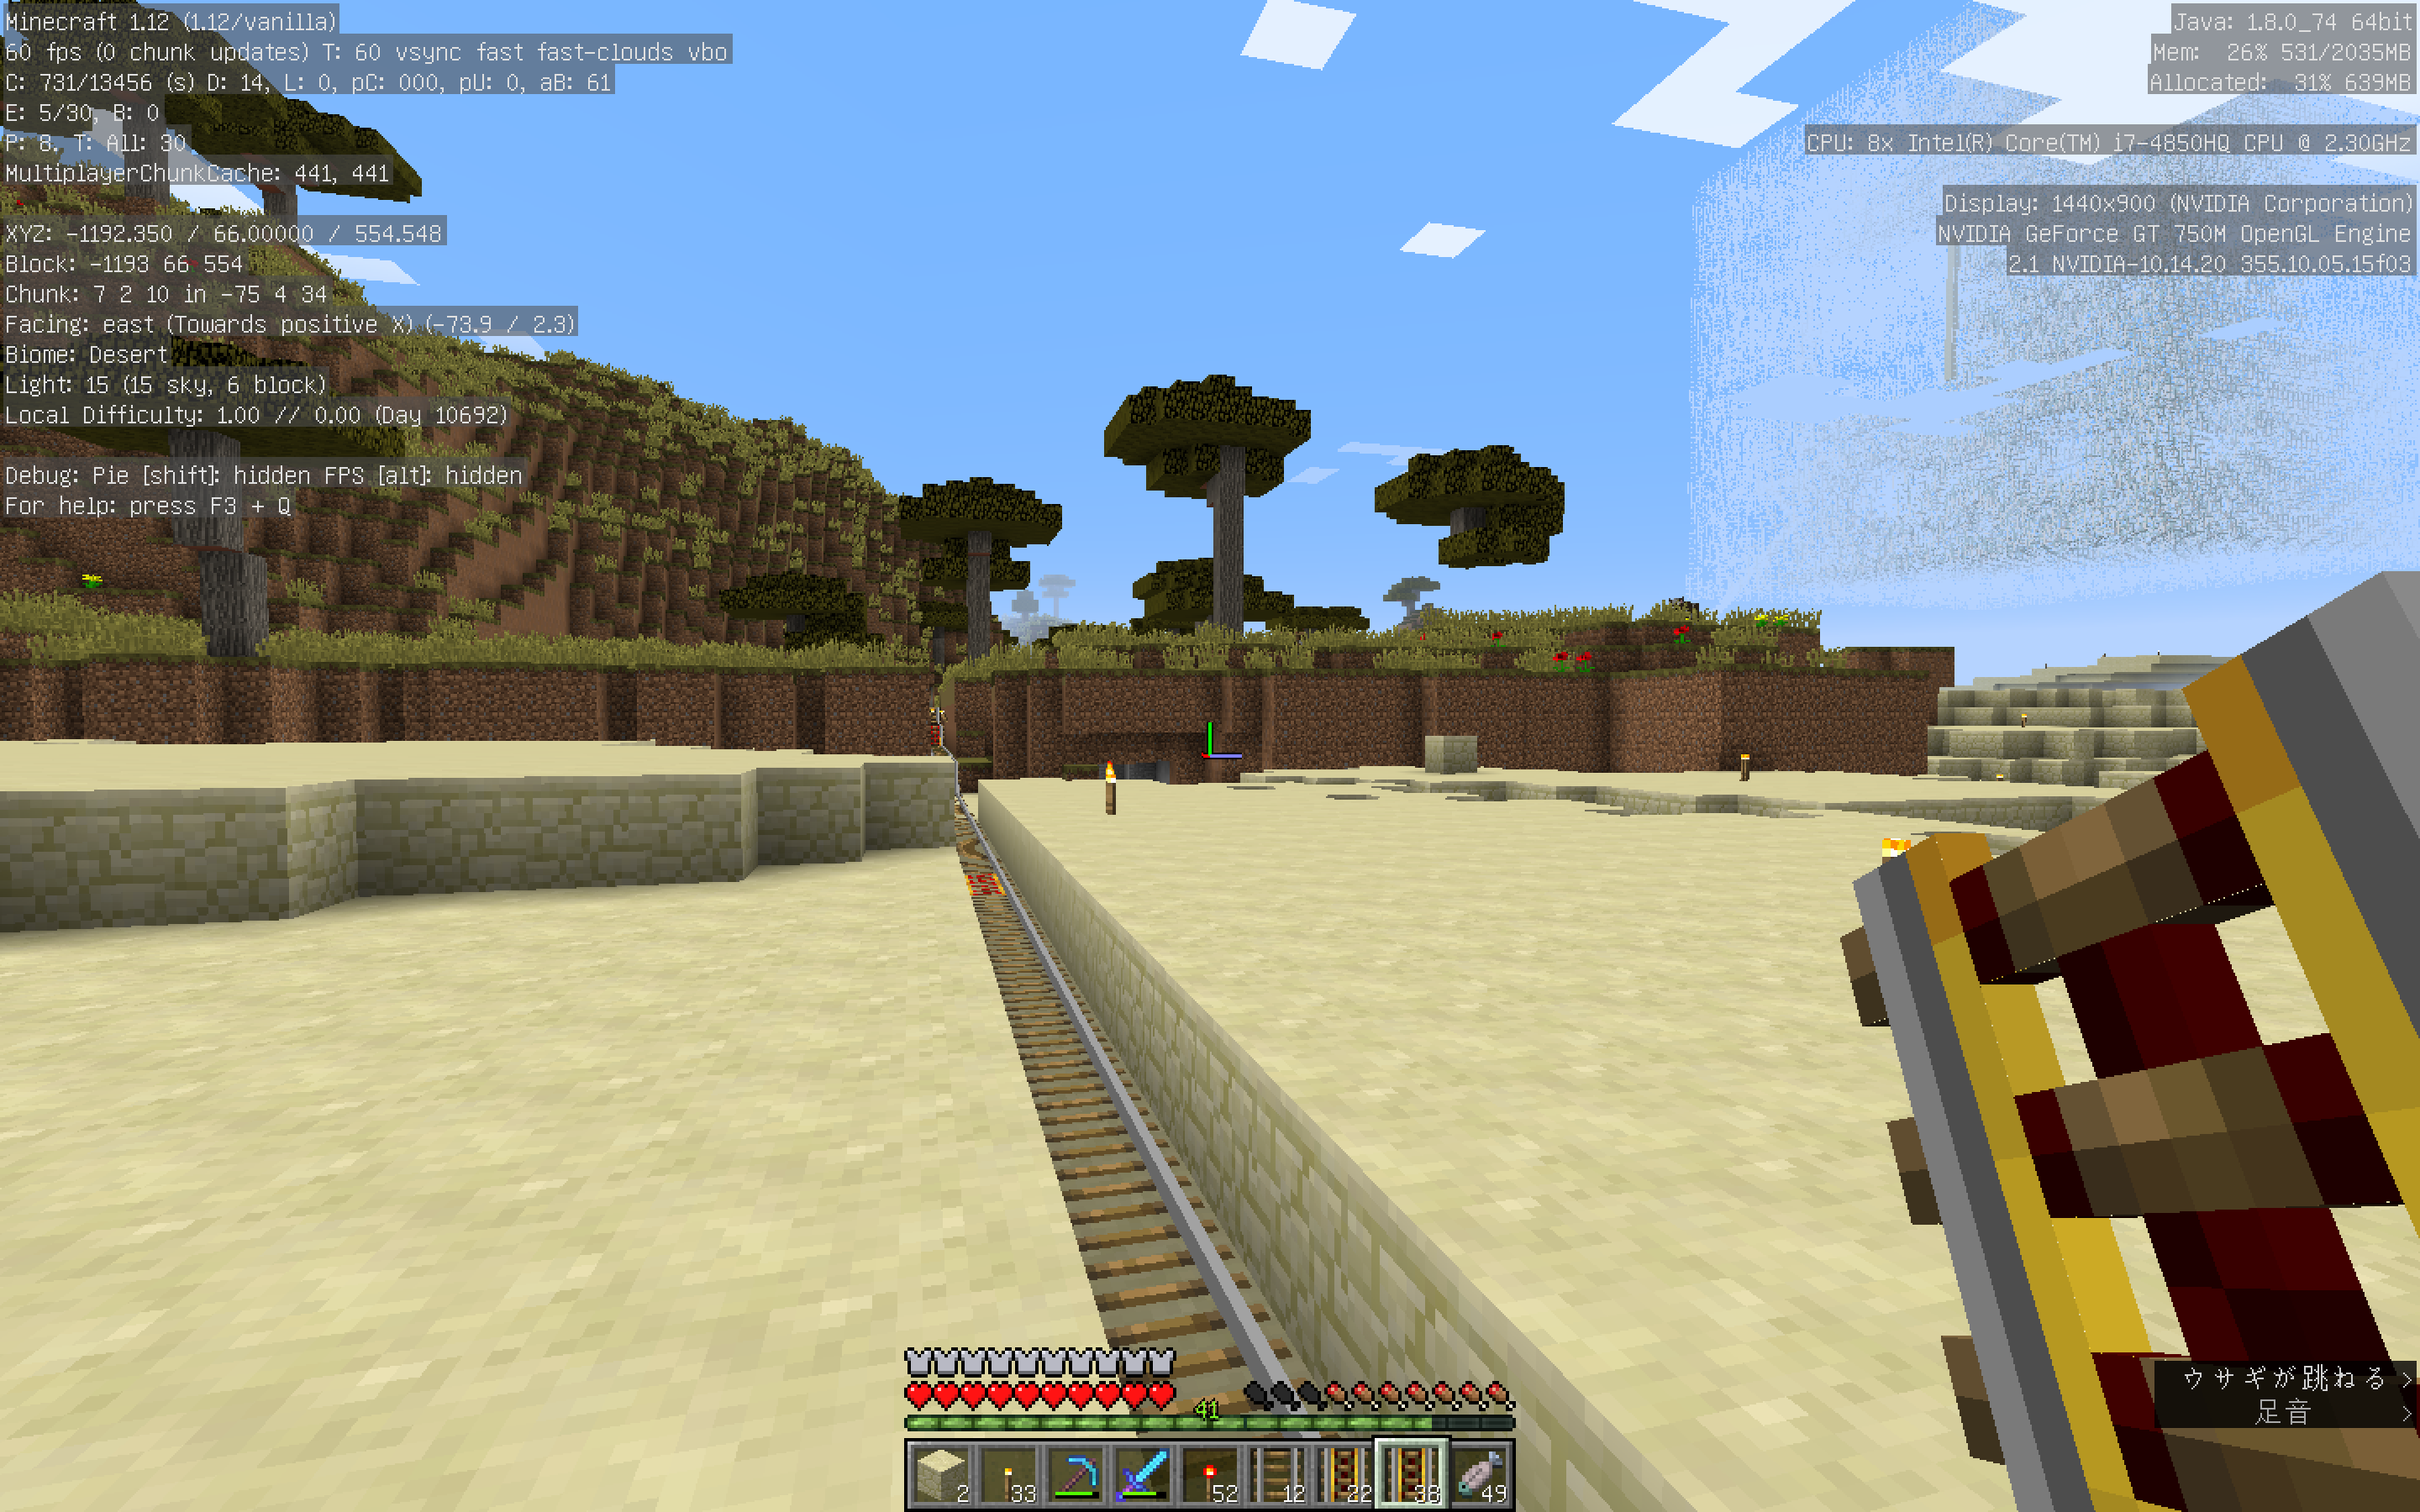 Minecraft 1.12 (1.12/vanilla)
60 fps (0 chunk updates) T: 60 vsync fast fast-clouds vbo
C: 731/13456 (s) D: 14, L: 0, pC: 000, pU: 0, aB: 61
E: 5/30, B: 0
P: 8. T: All: 30
MultiplayerChunkCache: 441, 441
XYZ: -1192.350 / 66.00000 / 554.548
Block: -1193 66 554
Chunk: 7 2 10 in -75 4 34
Facing: east (Towards positive X) (-73.9 / 2.3)
Biome: Desert
Light: 15 (15 sky, 6 block)
Local Difficulty: 1.00 // 0.00 (Day 10692)
Debug: Pie [shift]: hidden FPS [alt]: hidden
For help: press F3 + Q
Java: 1.8.0_74 64bit
Mem: 26% 531/2035MB
Allocated: 31% 639MB
CPU: 8x Intel(R) Core(TM) i7-4850HQ CPU @ 2.30GHz
Display: 1440x900 (NVIDIA Corporation)
NVIDIA GeForce GT 750M OpenGL Engine
2.1 NVIDIA-10.14.20 355.10.05.15f03
ウサギが跳ねる >
足音 >
41
2 33 52 12 22 38 49